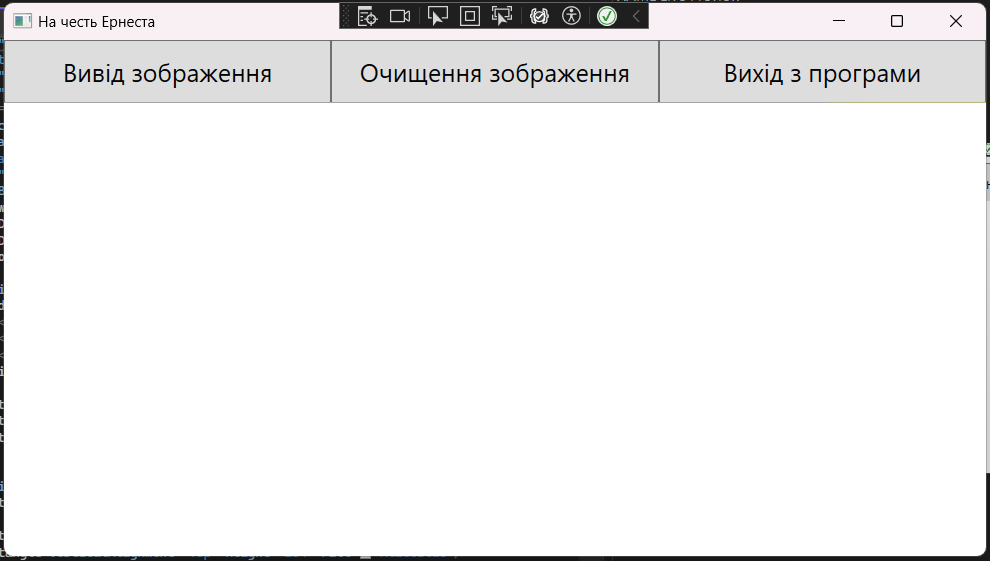 На честь Ернеста
Вивід зображення
Очищення зображення
Вихід з програми